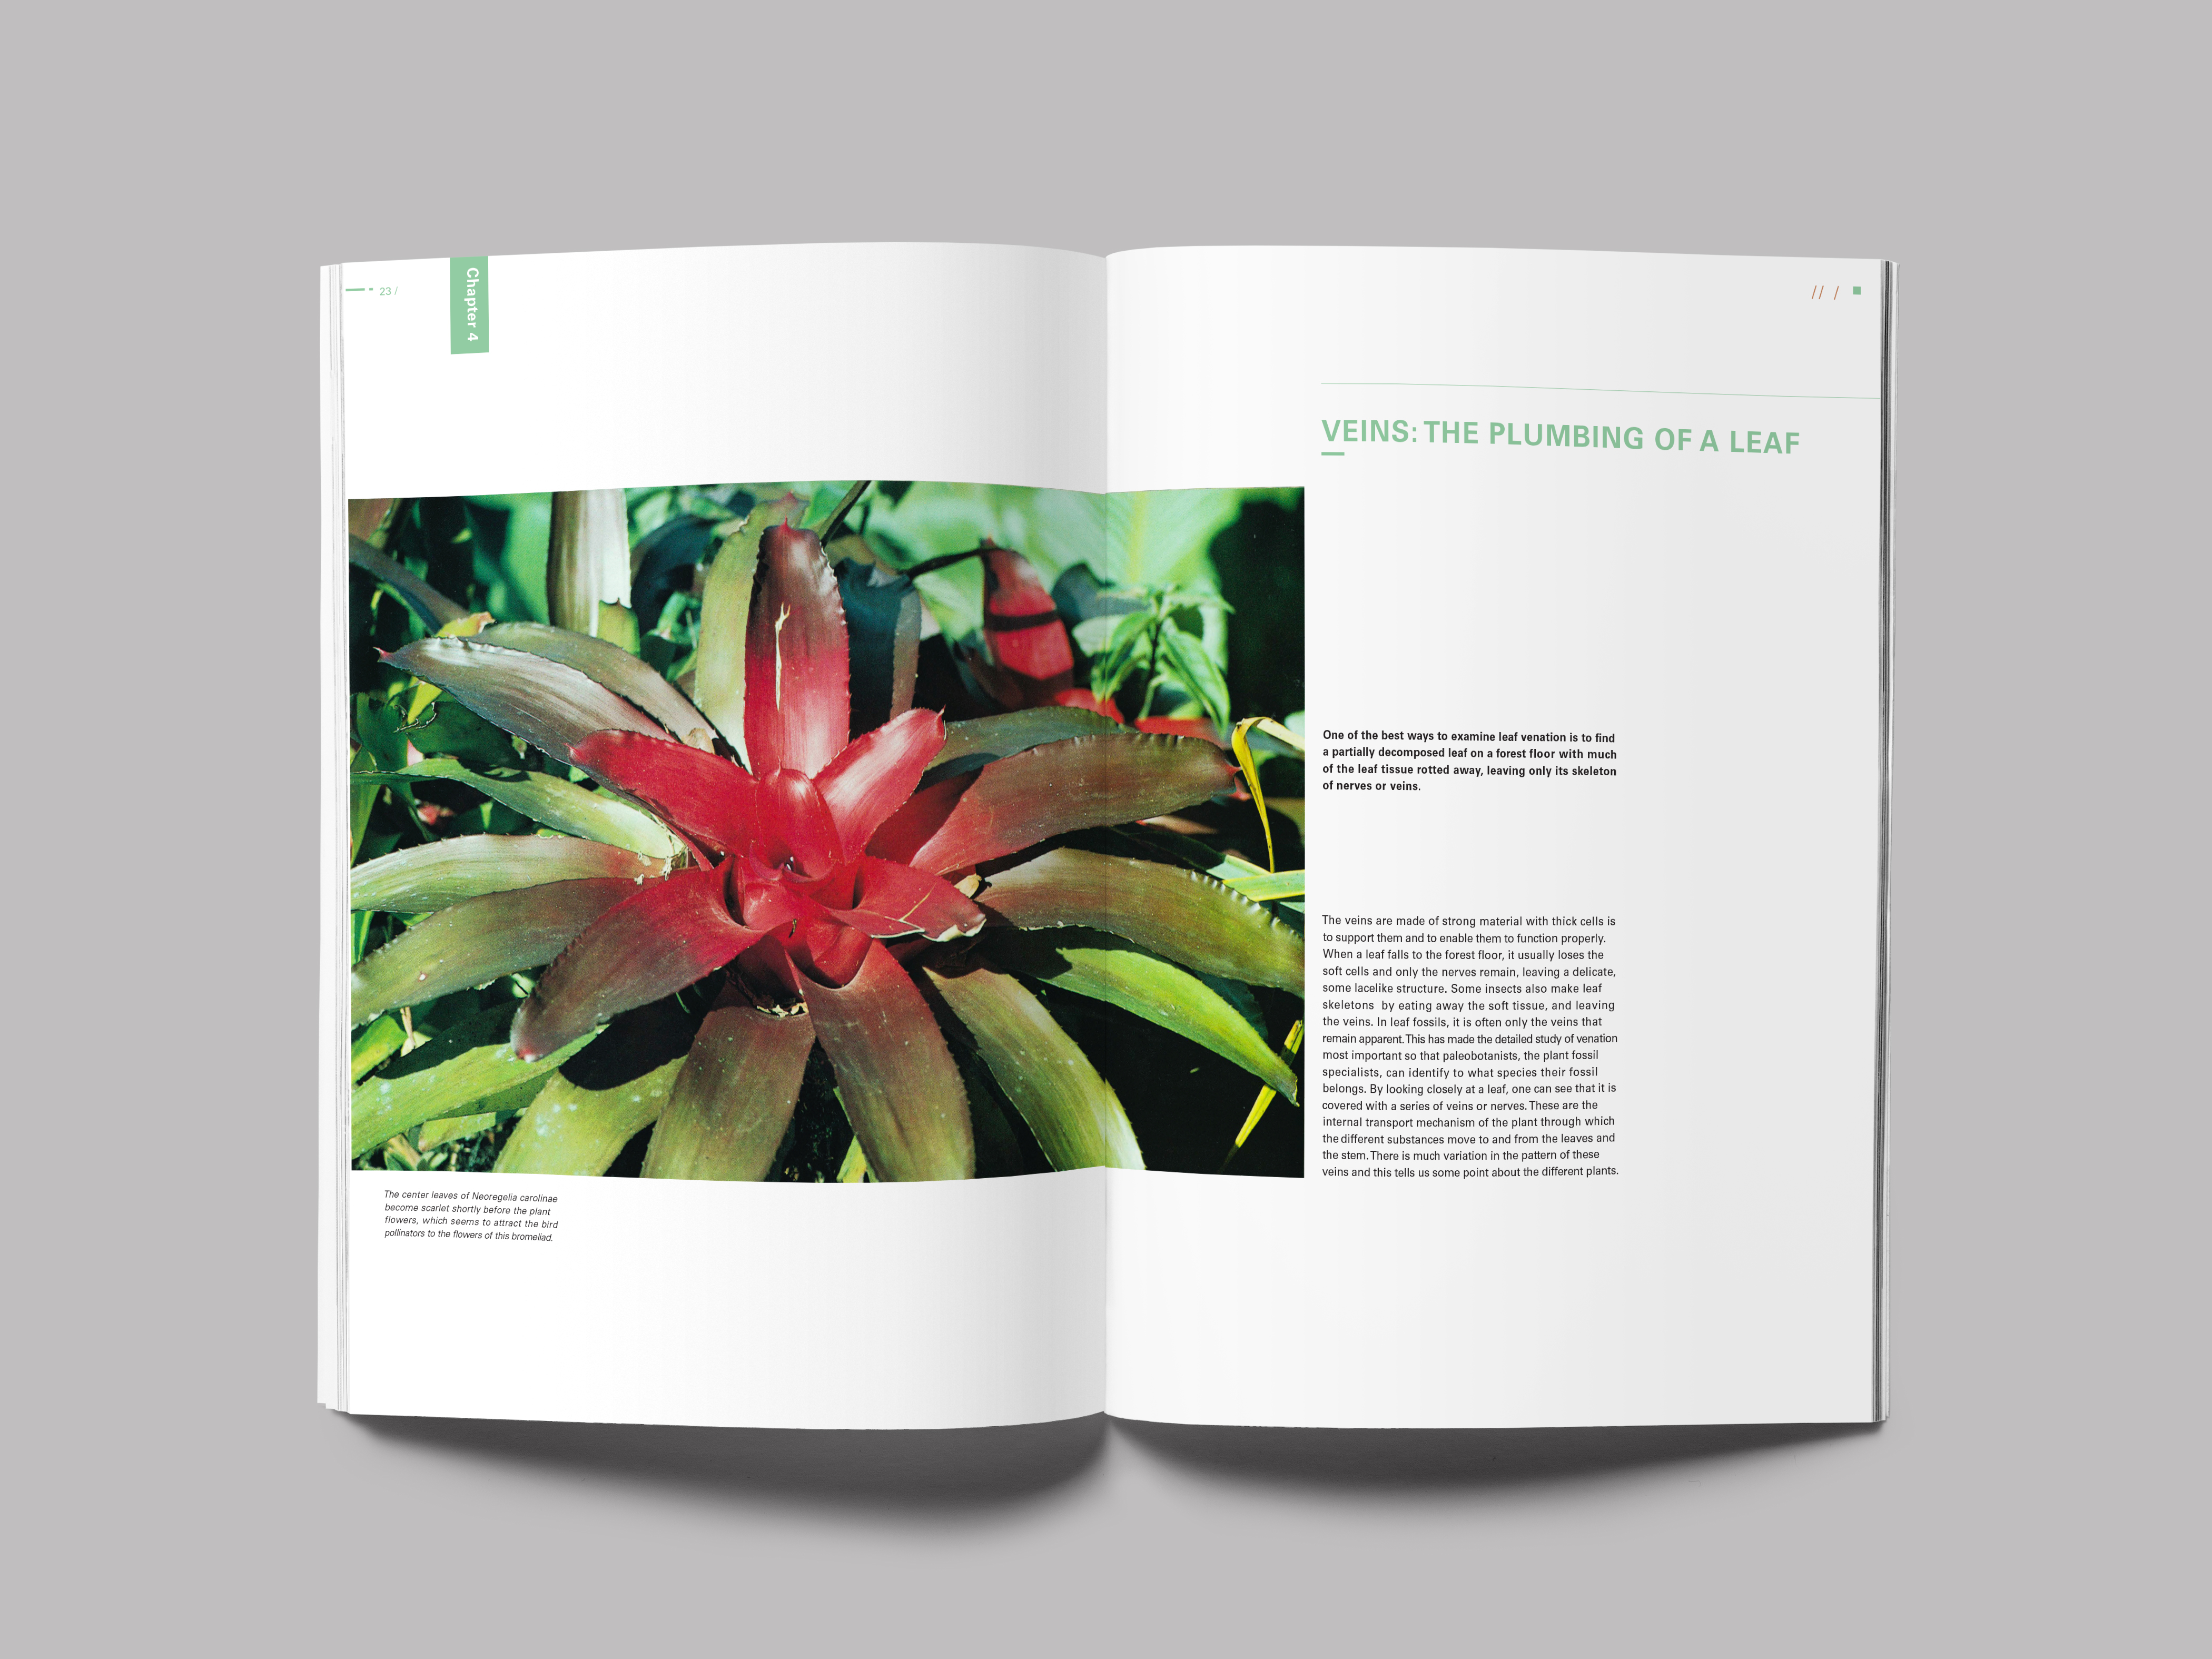 23 /
Chapter 4
// /
VEINS: THE PLUMBING OF A LEAF
One of the best ways to examine leaf venation is to find
a partially decomposed leaf on a forest floor with much
of the leaf tissue rotted away, leaving only its skeleton
of nerves or veins.
The veins are made of strong material with thick cells is
to support them and to enable them to function properly.
When a leaf falls to the forest floor, it usually loses the
soft cells and only the nerves remain, leaving a delicate,
some lacelike structure. Some insects also make leaf
skeletons by eating away the soft tissue, and leaving
the veins. In leaf fossils, it is often only the veins that
remain apparent. This has made the detailed study of venation
most important so that paleobotanists, the plant fossil
specialists, can identify to what species their fossil
belongs. By looking closely at a leaf, one can see that it is
covered with a series of veins or nerves. These are the
internal transport mechanism of the plant through which
the different substances move to and from the leaves and
the stem. There is much variation in the pattern of these
veins and this tells us some point about the different plants.
The center leaves of Neoregelia carolinae
become scarlet shortly before the plant
flowers, which seems to attract the bird
pollinators to the flowers of this bromeliad.